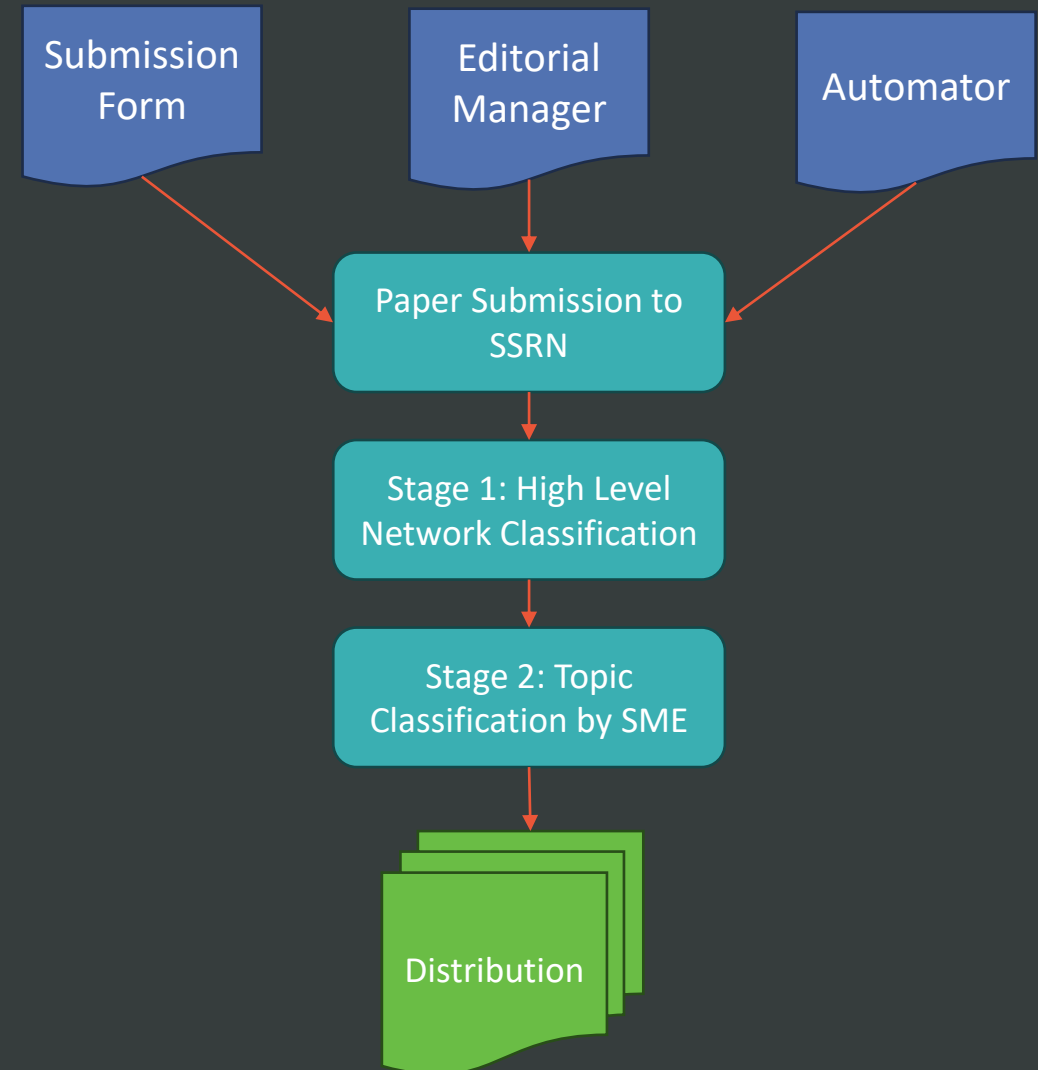 Submission
Form
Editorial
Manager
Automator
Paper Submission to
SSRN
Stage 1: High Level
Network Classification
Stage 2: Topic
Classification by SME
Distribution